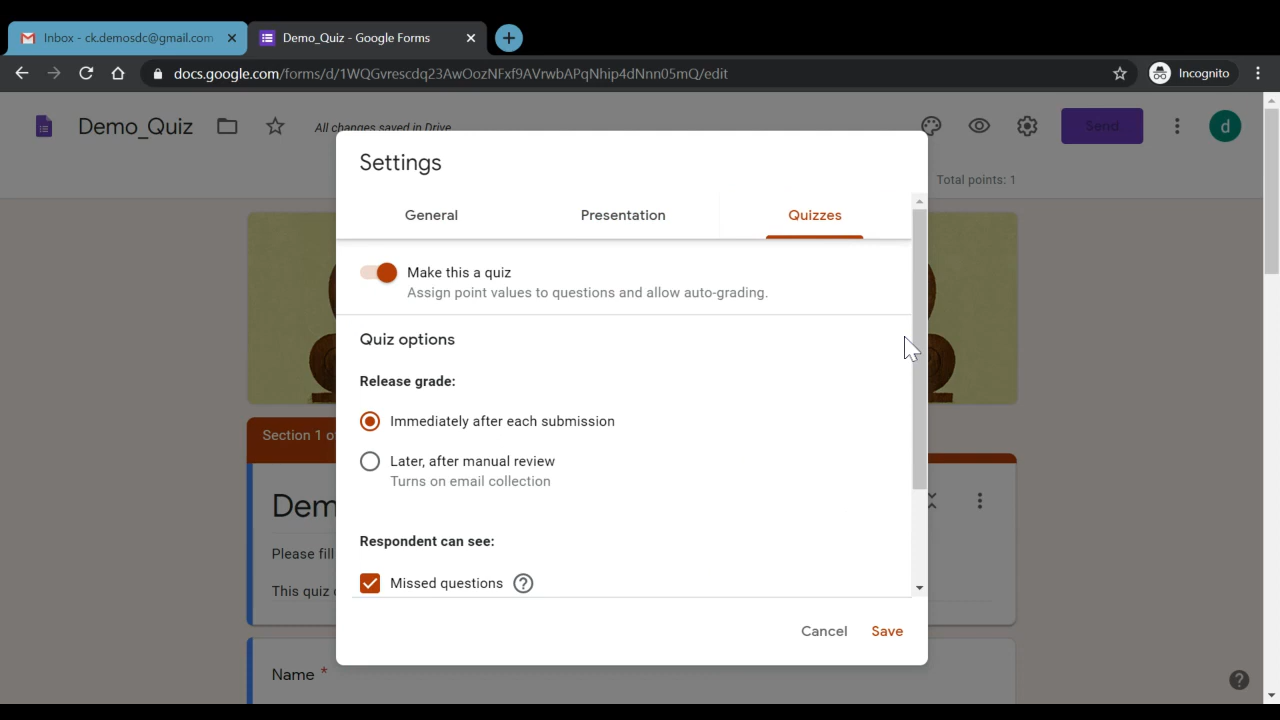 Inbox - ck.demosdc@gmail.com
Demo_Quiz - Google Forms
docs.google.com/forms/d/1WQGvrescdq23AwOozNFxf9AVrwbAPqNhip4dNnn05mQ/edit
Incognito
Demo_Quiz
All changes saved in Drive
Send
d
Total points: 1
Settings
General
Presentation
Quizzes
Make this a quiz
Assign point values to questions and allow auto-grading.
Quiz options
Release grade:
Immediately after each submission
Section 1 o
Later, after manual review
Turns on email collection
Dem
Respondent can see:
Please fill
Missed questions
This quiz
Cancel
Save
Name *